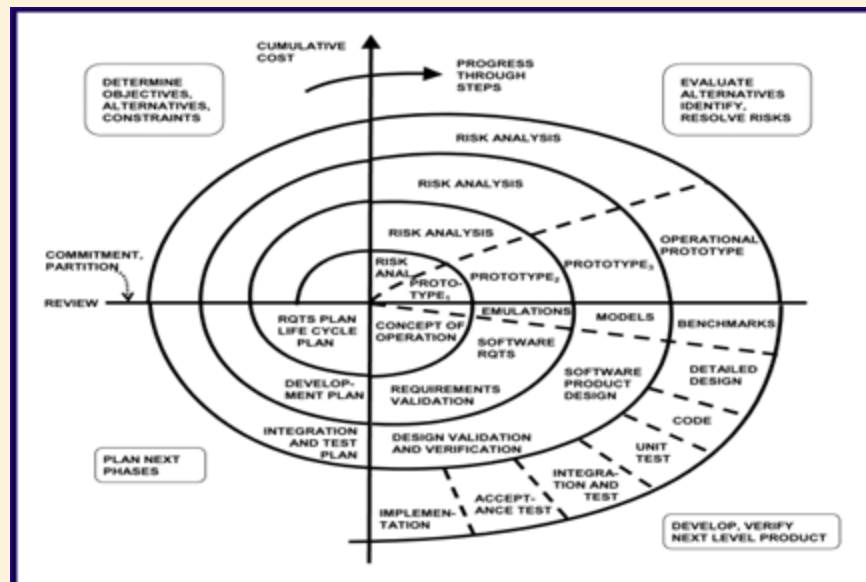 CUMULATIVE
COST
PROGRESS
THROUGH
STEPS
DETERMINE
OBJECTIVES,
ALTERNATIVES,
CONSTRAINTS
EVALUATE
ALTERNATIVES
IDENTIFY,
RESOLVE RISKS
RISK ANALYSIS
RISK ANALYSIS
RISK ANALYSIS
RISK
ANAL.
PROTO-
TYPE1
PROTOTYPE2
PROTOTYPE3
OPERATIONAL
PROTOTYPE
COMMITMENT,
PARTITION
REVIEW
RQTS PLAN
LIFE CYCLE
PLAN
CONCEPT OF
OPERATION
EMULATIONS
MODELS
BENCHMARKS
SOFTWARE
RQTS
SOFTWARE
PRODUCT
DESIGN
DETAILED
DESIGN
DEVELOP-
MENT PLAN
REQUIREMENTS
VALIDATION
CODE
INTEGRATION
AND TEST
PLAN
DESIGN VALIDATION
AND VERIFICATION
UNIT
TEST
PLAN NEXT
PHASES
INTEGRA-
TION AND
TEST
ACCEPT-
ANCE TEST
IMPLEMEN-
TATION
DEVELOP, VERIFY
NEXT LEVEL PRODUCT